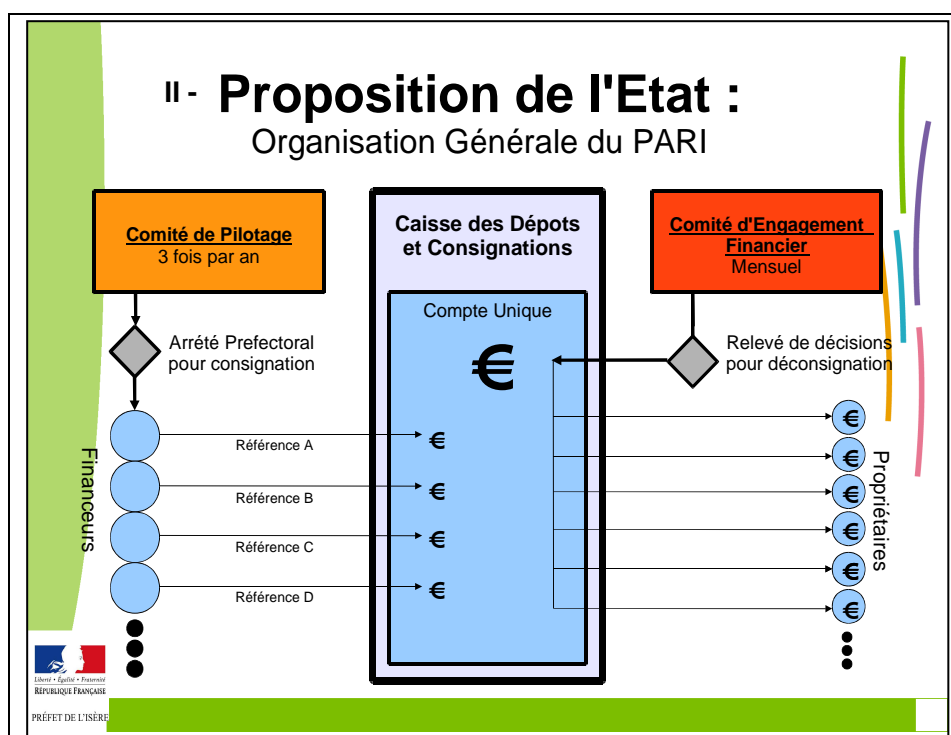 II - Proposition de l'Etat :
Organisation Générale du PARI
Comité de Pilotage
3 fois par an
Arrété Prefectoral
pour consignation
Financeurs
Référence A
Référence B
Référence C
Référence D
Caisse des Dépots
et Consignations
Compte Unique
€
€
€
€
€
Comité d'Engagement
Financier
Mensuel
Relevé de décisions
pour déconsignation
€
€
€
€
€
€
Propriétaires
Liberté • Égalité • Fraternité
RÉPUBLIQUE FRANÇAISE
PRÉFET DE L'ISÈRE